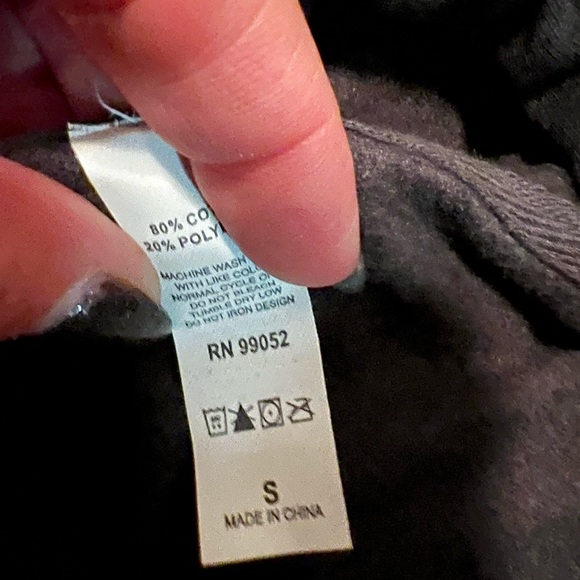 80% CO
20% POLY
MACHINE WASH
WITH LIKE COLO
NORMAL CYCLE
DO NOT BLEACH
TUMBLE DRY LOW
DO NOT IRON DESIGN
RN 99052
S
MADE IN CHINA